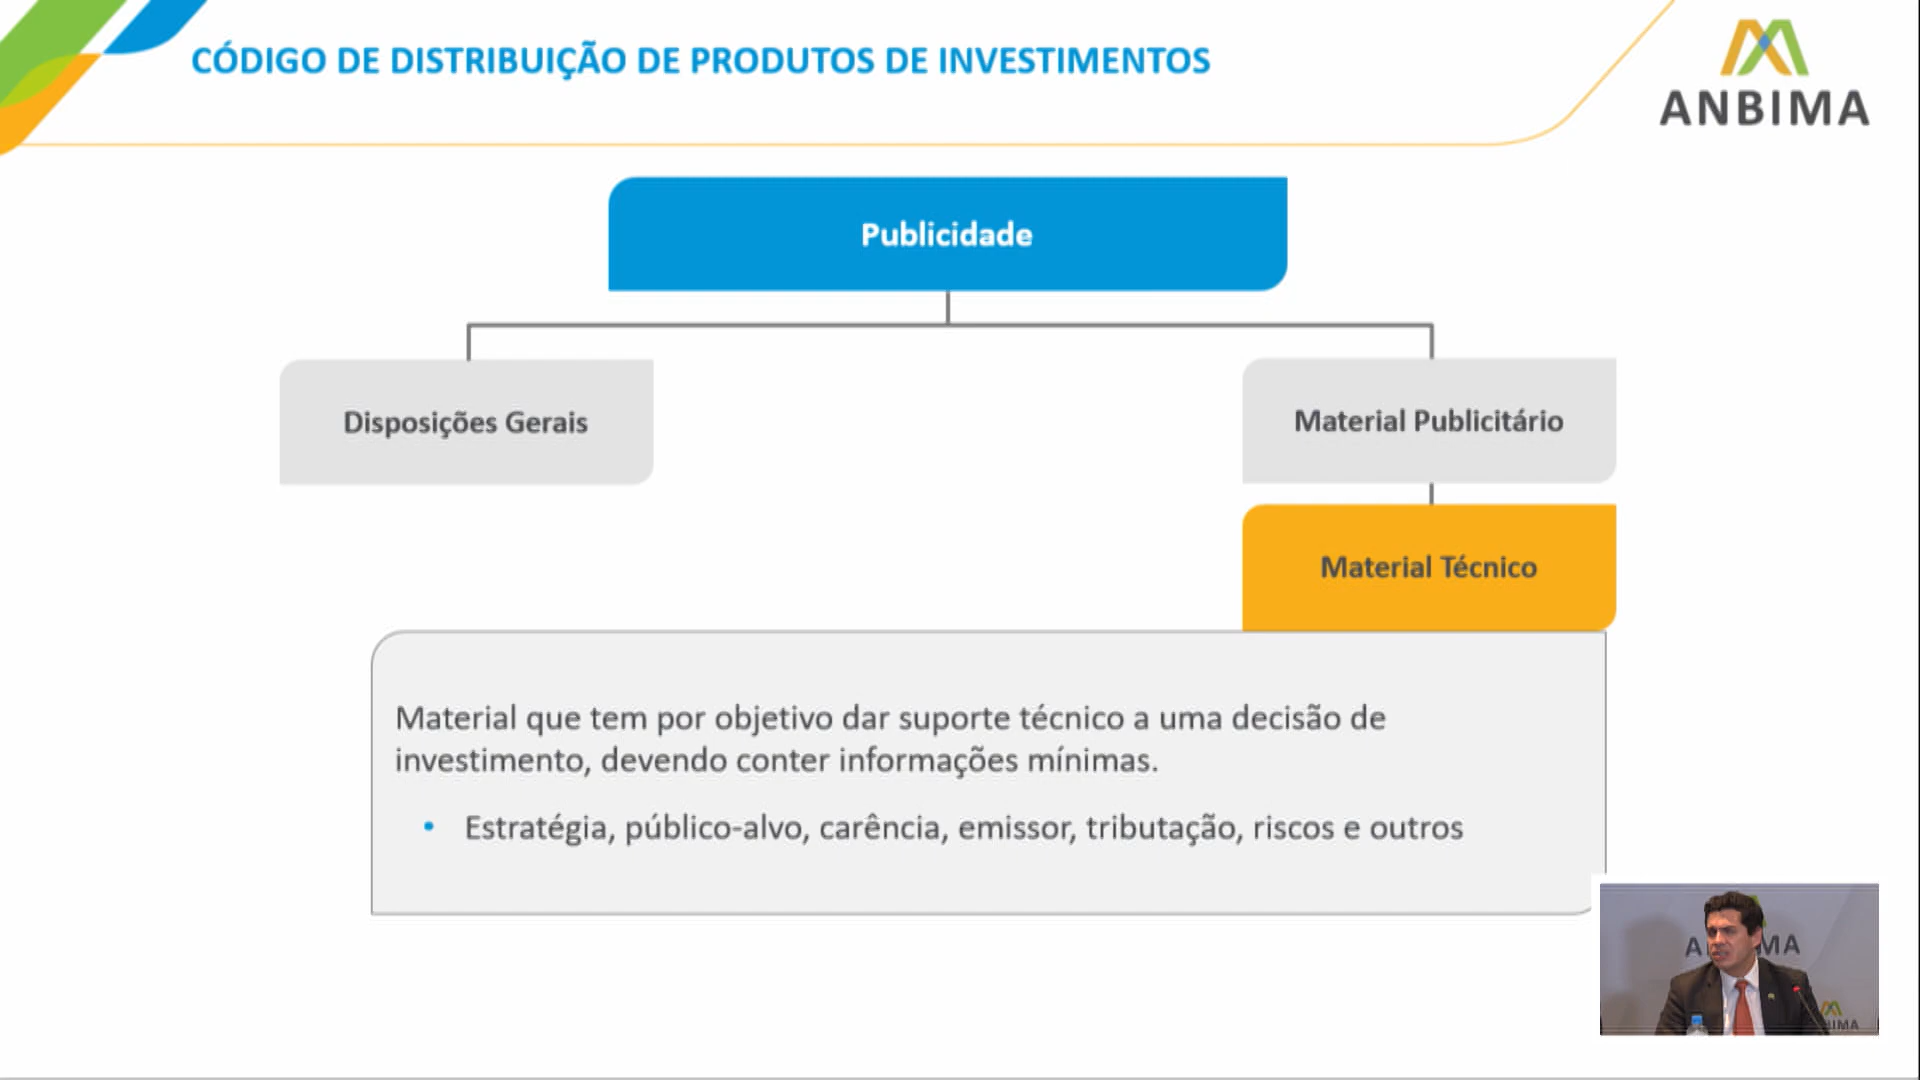 CÓDIGO DE DISTRIBUIÇÃO DE PRODUTOS DE INVESTIMENTOS
ANBIMA
Publicidade
Disposições Gerais
Material Publicitário
Material Técnico
Material que tem por objetivo dar suporte técnico a uma decisão de
investimento, devendo conter informações mínimas.
• Estratégia, público-alvo, carência, emissor, tributação, riscos e outros